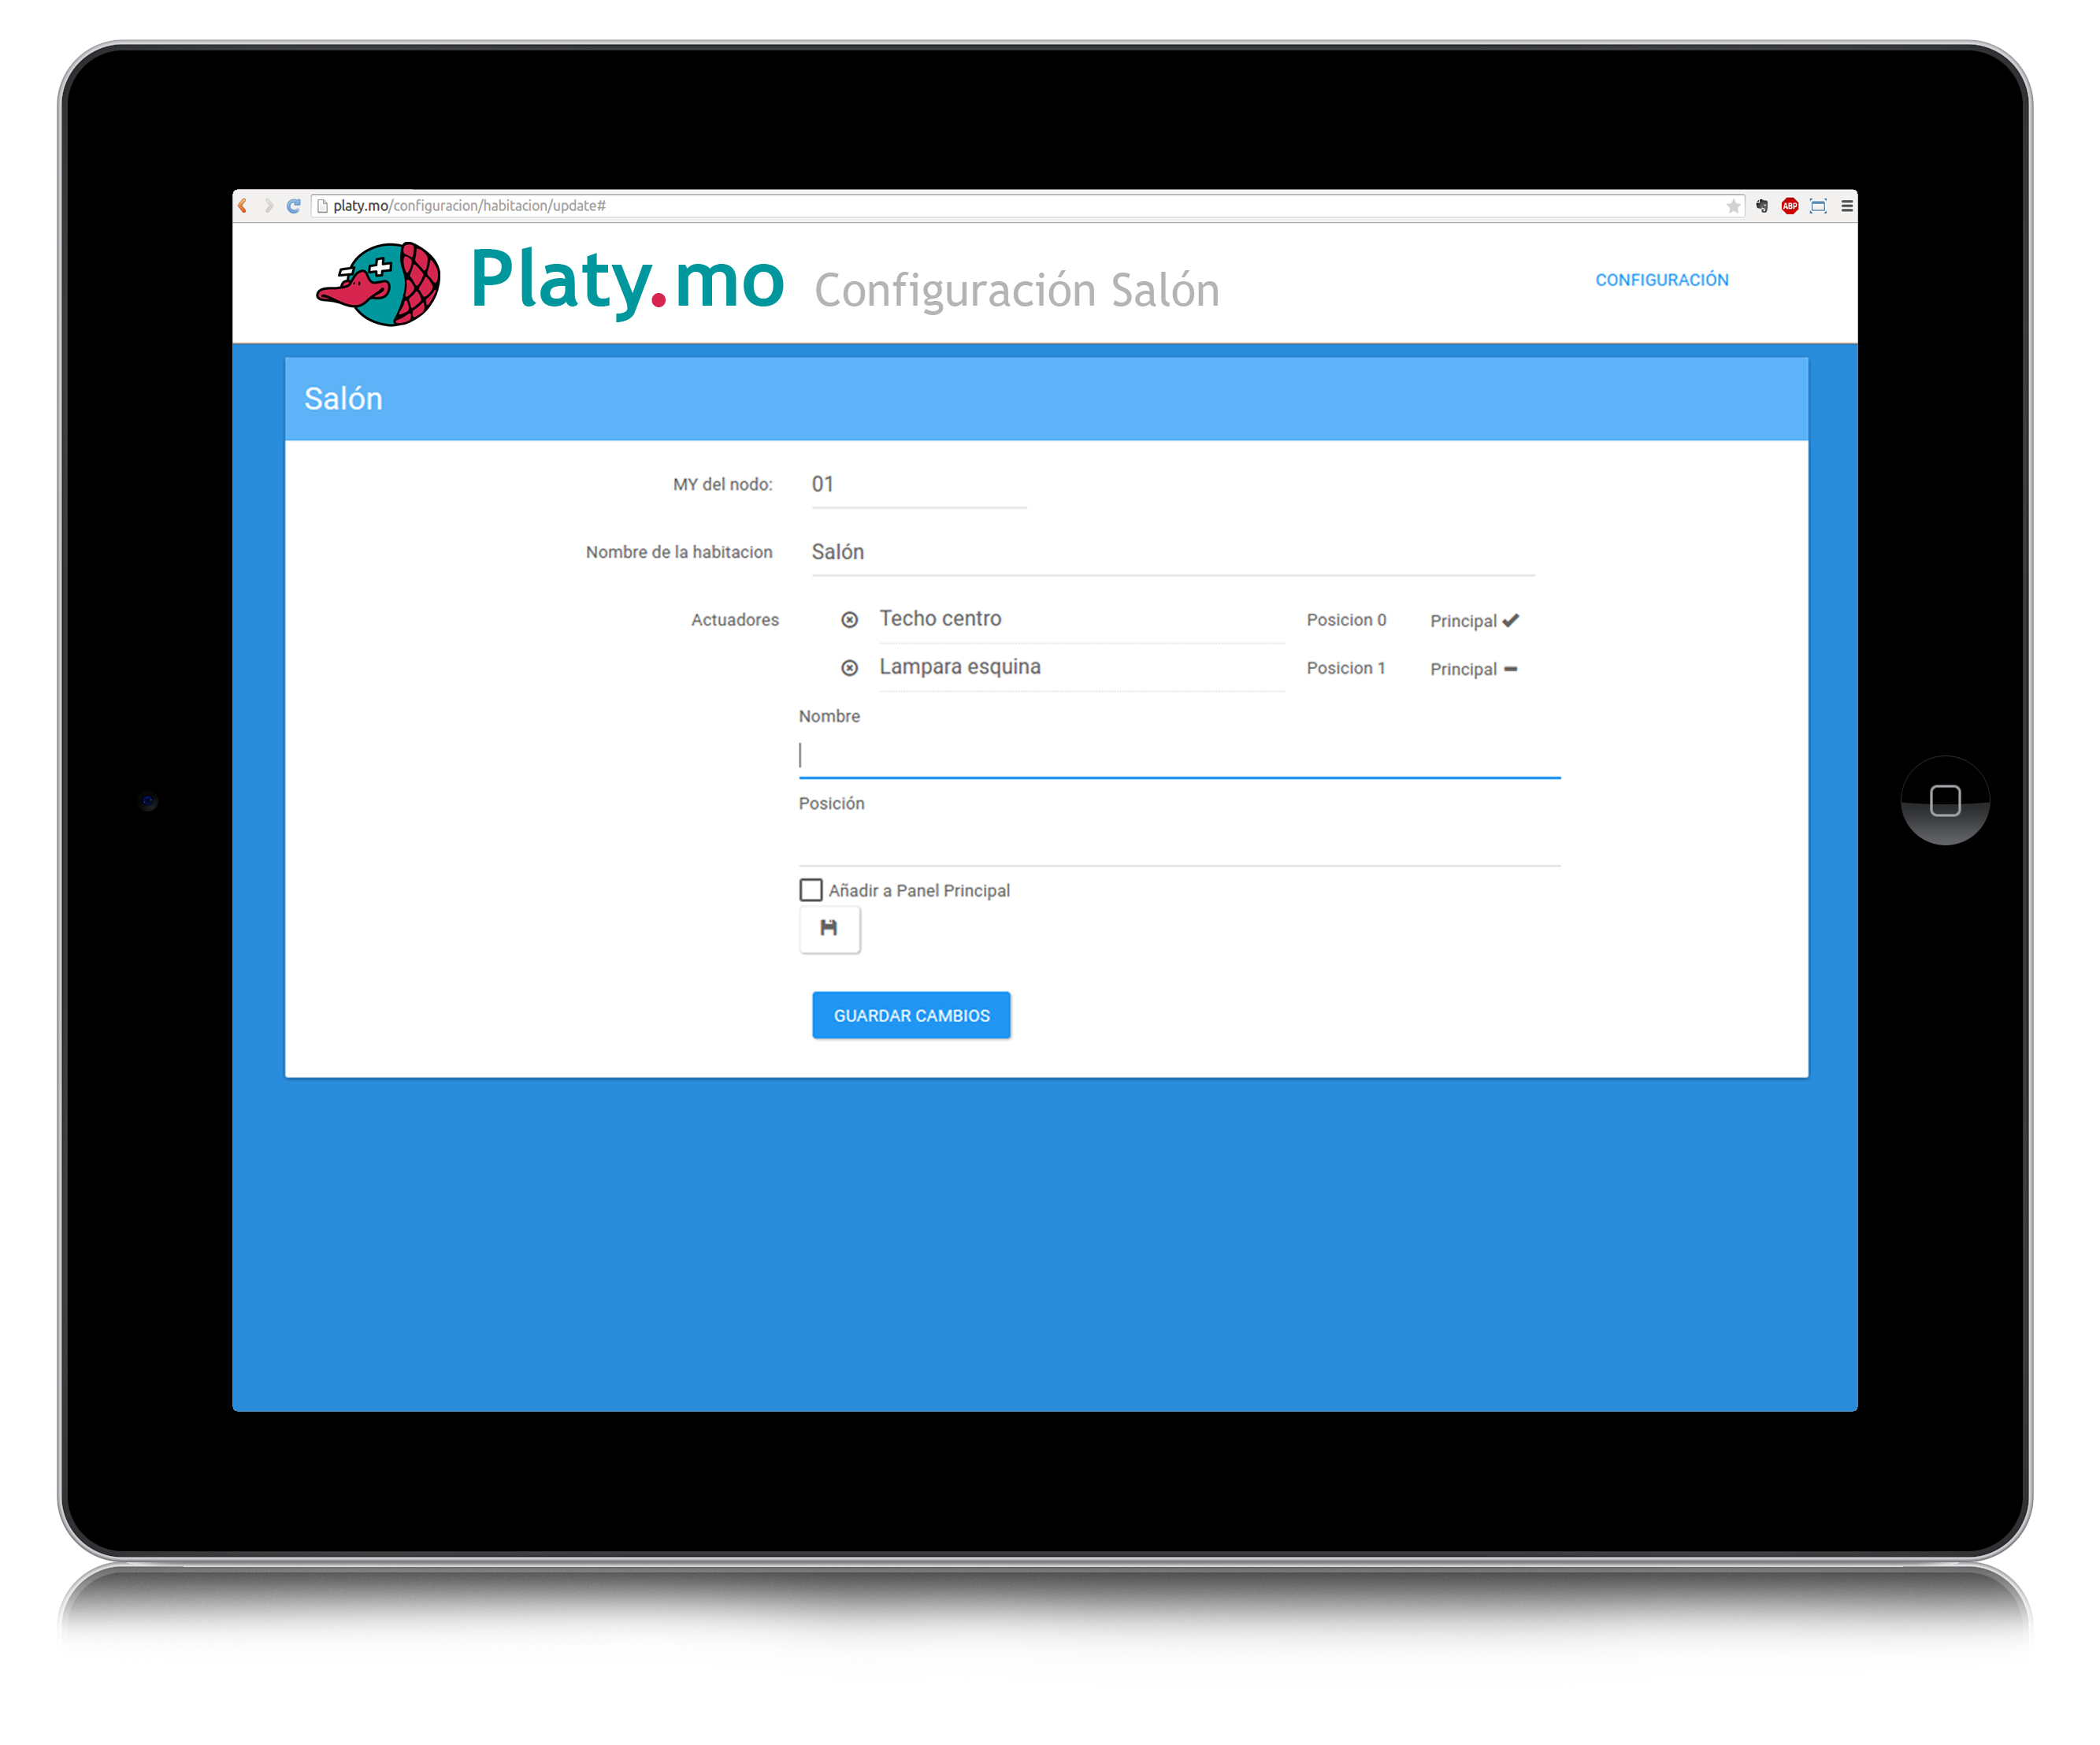 platy.mo/configuracion/habitacion/update#
ABP
Platy.mo Configuración Salón
CONFIGURACIÓN
Salón
MY del nodo: 01
Nombre de la habitacion Salón
Actuadores Techo centro Posicion 0 Principal
Lampara esquina Posicion 1 Principal
Nombre
Posición
Añadir a Panel Principal
GUARDAR CAMBIOS